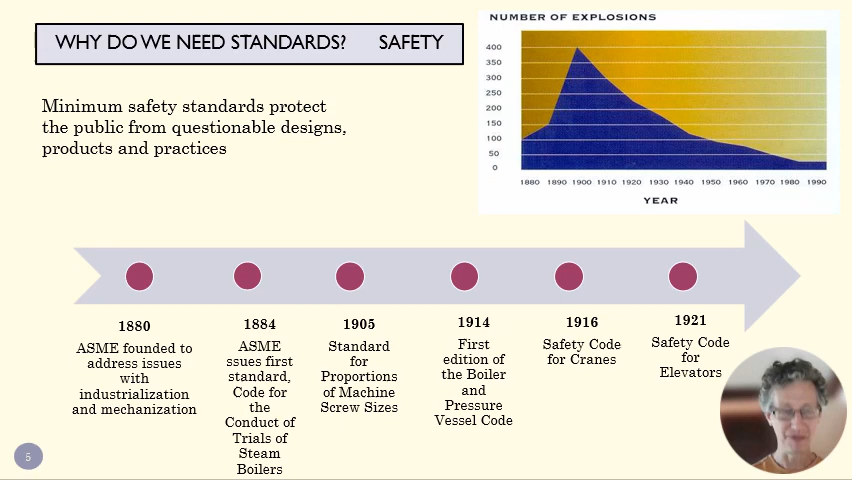 WHY DO WE NEED STANDARDS? SAFETY
Minimum safety standards protect
the public from questionable designs,
products and practices
NUMBER OF EXPLOSIONS
400
350
300
250
200
150
100
50
0
1880 1890 1900 1910 1920 1930 1940 1950 1960 1970 1980 1990
YEAR
1880
ASME founded to
address issues
with
industrialization
and mechanization
1884
ASME
ssues first
standard,
Code for
the
Conduct of
Trials of
Steam
Boilers
1905
Standard
for
Proportions
of Machine
Screw Sizes
1914
First
edition of
the Boiler
and
Pressure
Vessel Code
1916
Safety Code
for Cranes
1921
Safety Code
for
Elevators
5